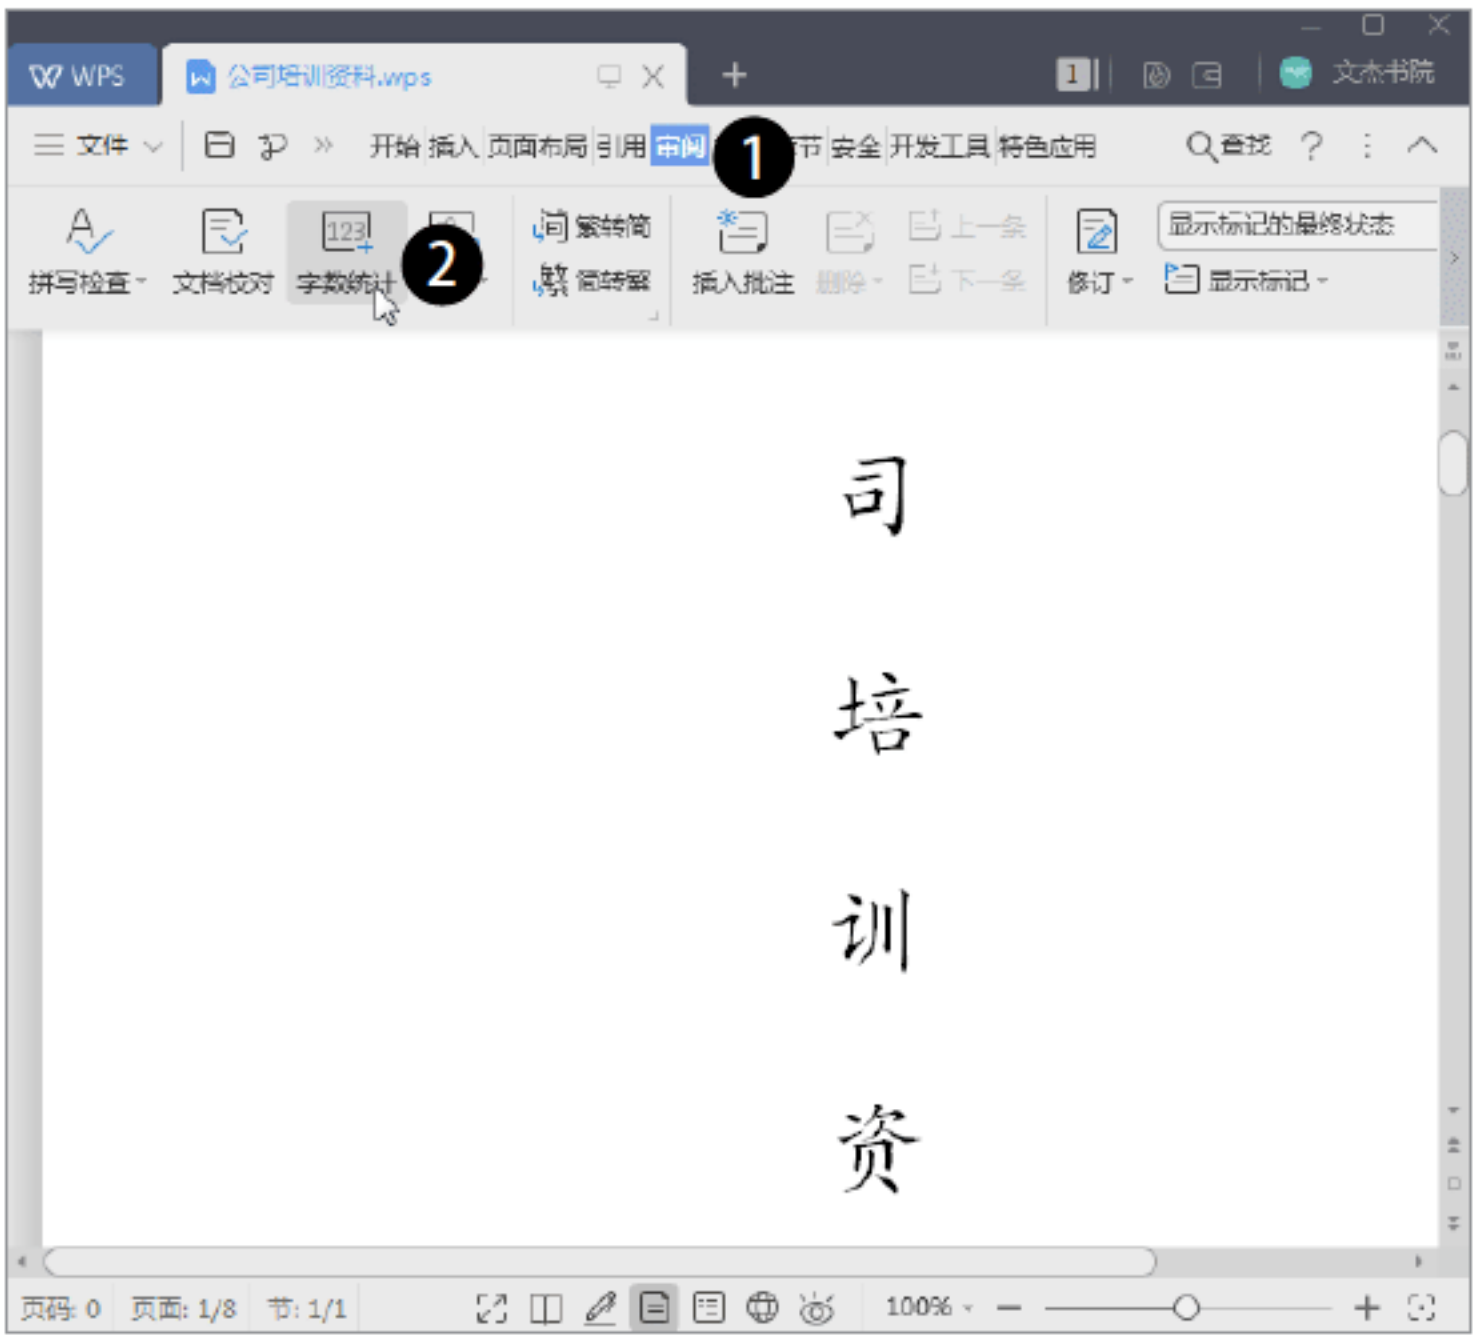 WPS 公司培训资料.wps 1 文杰书院
文件 开始 插入 页面布局 引用 审阅 1 节 安全 开发工具 特色应用 查找
拼写检查 文档校对 123 字数统计 2 繁转简 简转繁 插入批注 删除 上一条 下一条 修订 显示标记的最终状态 显示标记
司
培
训
资
页码: 0 页面: 1/8 节: 1/1 100%